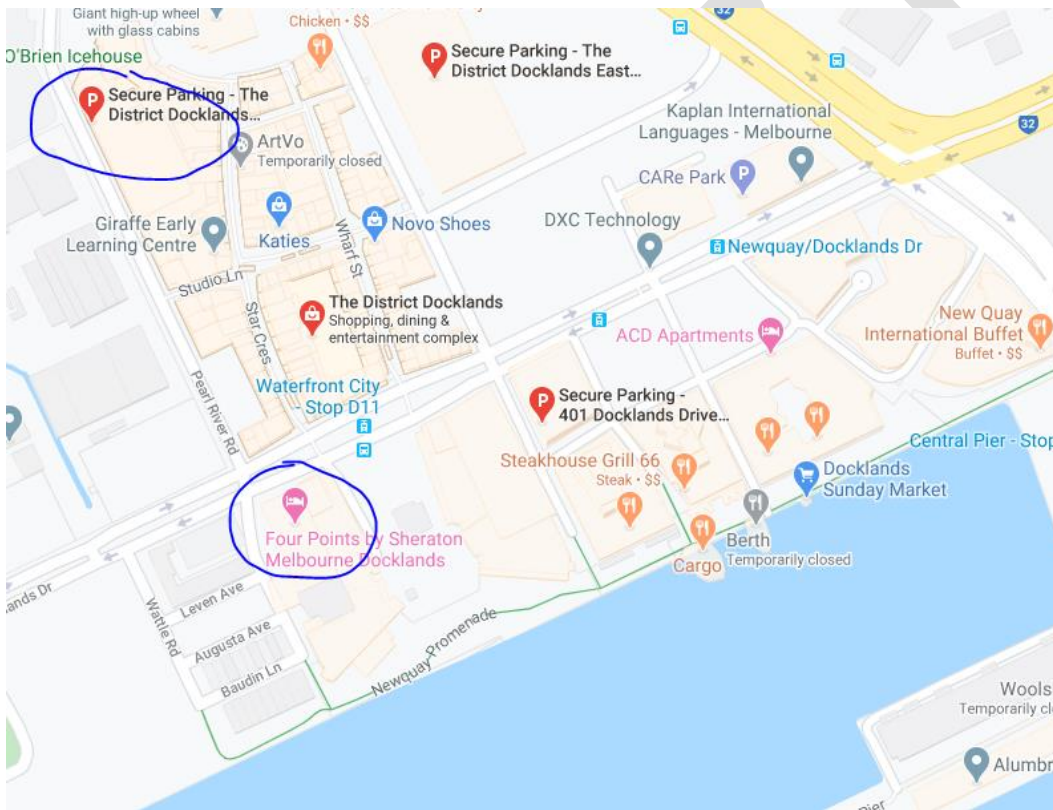 Giant high-up wheel
with glass cabins
Chicken • $$
32
O'Brien Icehouse
Secure Parking - The
District Docklands East...
Secure Parking - The
District Docklands...
ArtVo
Temporarily closed
Kaplan International
Languages - Melbourne
32
CARe Park
Giraffe Early
Learning Centre
Katies
Novo Shoes
DXC Technology
Newquay/Docklands Dr
Wharf St
Studio Ln
Star Cres
The District Docklands
Shopping, dining &
entertainment complex
ACD Apartments
New Quay
International Buffet
Buffet • $$
Pearl River Rd
Waterfront City
- Stop D11
Secure Parking -
401 Docklands Drive...
Steakhouse Grill 66
Steak • $$
Central Pier - Stop
Docklands
Sunday Market
Four Points by Sheraton
Melbourne Docklands
Berth
Temporarily closed
Cargo
lands Dr
Leven Ave
Wattle Rd
Augusta Ave
Baudin Ln
Newquay Promenade
Wools
Temporarily cl
Alumbr
Pier